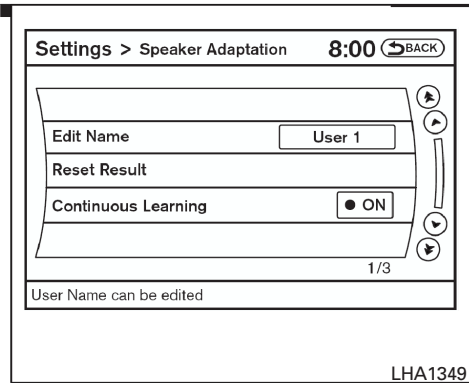 Settings > Speaker Adaptation 8:00 BACK
Edit Name User 1
Reset Result
Continuous Learning ON
1/3
User Name can be edited
LHA1349